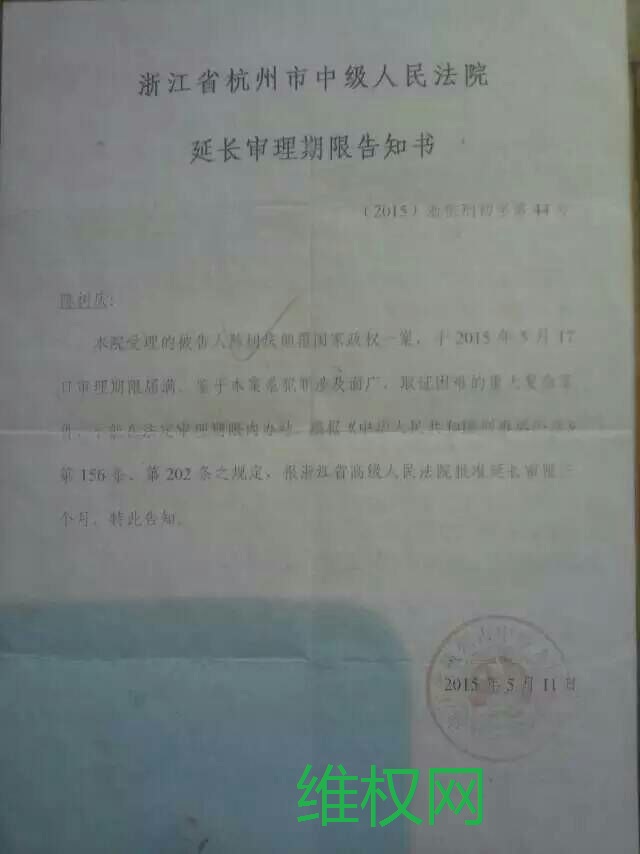 浙江省杭州市中级人民法院
延长审理期限告知书
（2015）浙杭刑初字第44号
陈树庆:
本院受理的被告人陈树庆颠覆国家政权一案，于2015年5月17
日审理期限届满。鉴于本案系犯罪涉及面广，取证困难的重大复杂案
件，不能在法定审理期限内办结。根据《中华人民共和国刑事诉讼法》
第156条、第202条之规定，报浙江省高级人民法院批准延长审限三
个月。特此告知。
2015年5月11日
维权网